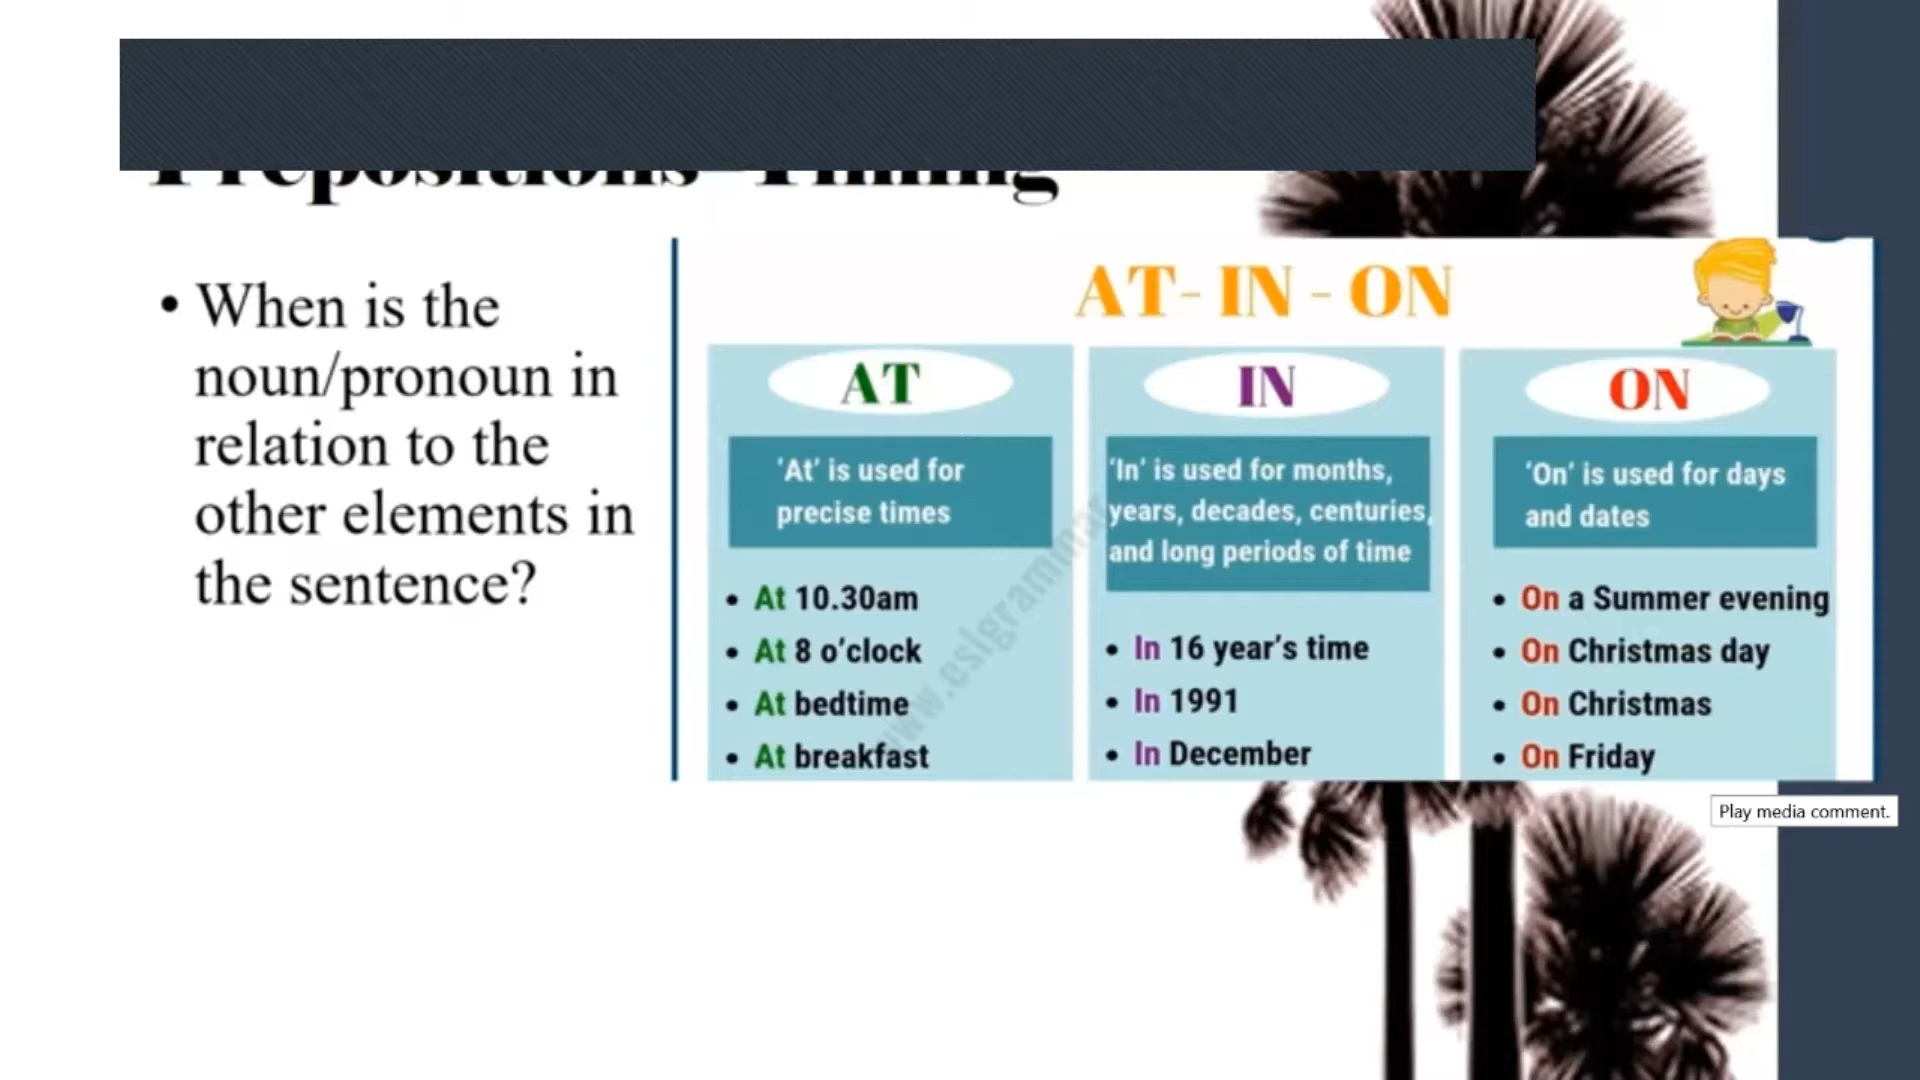 Prepositions- Timing
• When is the
noun/pronoun in
relation to the
other elements in
the sentence?
AT- IN - ON
AT
'At' is used for
precise times
• At 10.30am
• At 8 o'clock
• At bedtime
• At breakfast
IN
'In' is used for months,
years, decades, centuries,
and long periods of time
• In 16 year's time
• In 1991
• In December
ON
'On' is used for days
and dates
• On a Summer evening
• On Christmas day
• On Christmas
• On Friday
Play media comment.